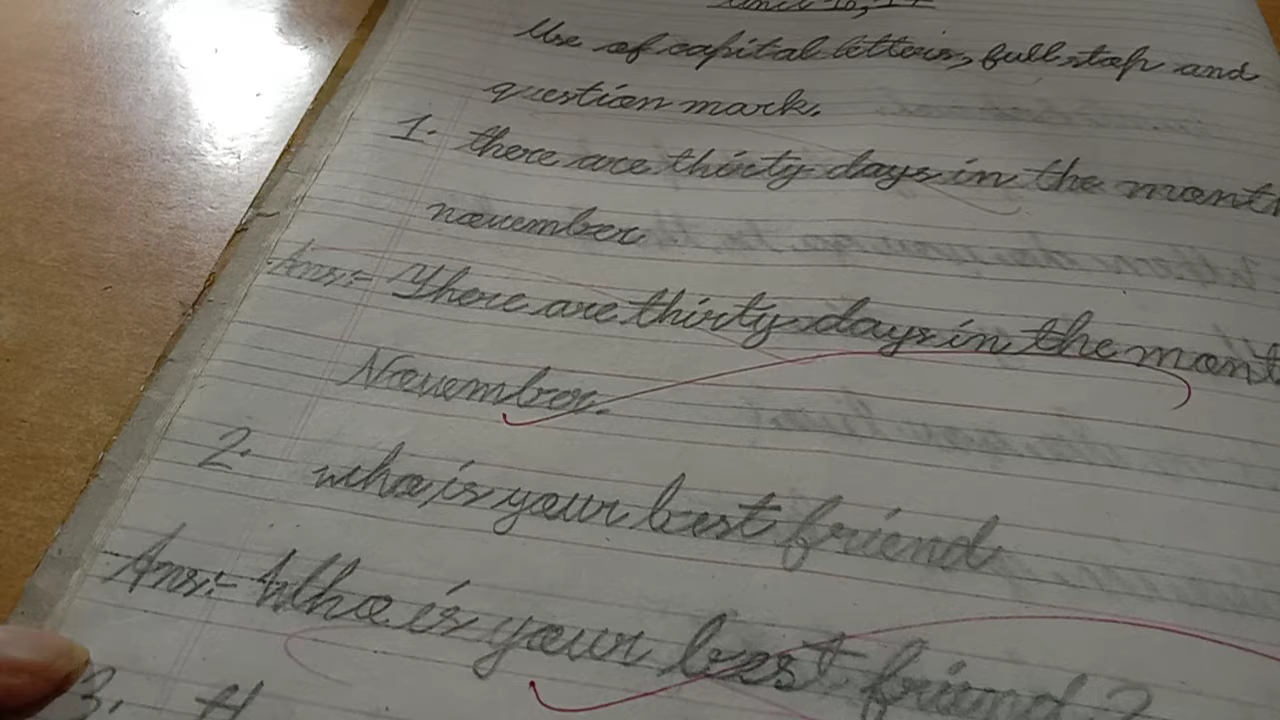 Use of capital letters, full stop and
question mark.
1. there are thirty days in the month
november
Ans:- There are thirty days in the mont
November.
2. who is your best friend
Ans:- Who is your best friend ?
3.